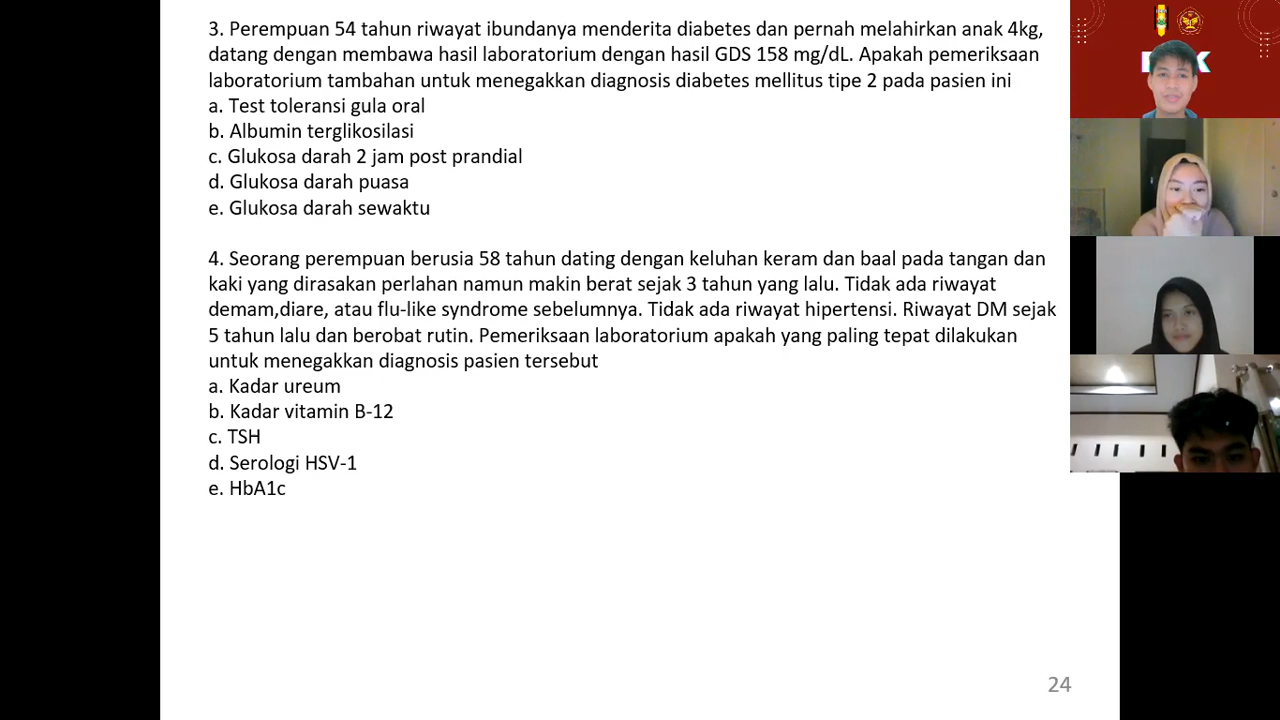 3. Perempuan 54 tahun riwayat ibundanya menderita diabetes dan pernah melahirkan anak 4kg,
datang dengan membawa hasil laboratorium dengan hasil GDS 158 mg/dL. Apakah pemeriksaan
laboratorium tambahan untuk menegakkan diagnosis diabetes mellitus tipe 2 pada pasien ini
a. Test toleransi gula oral
b. Albumin terglikosilasi
c. Glukosa darah 2 jam post prandial
d. Glukosa darah puasa
e. Glukosa darah sewaktu
4. Seorang perempuan berusia 58 tahun dating dengan keluhan keram dan baal pada tangan dan
kaki yang dirasakan perlahan namun makin berat sejak 3 tahun yang lalu. Tidak ada riwayat
demam,diare, atau flu-like syndrome sebelumnya. Tidak ada riwayat hipertensi. Riwayat DM sejak
5 tahun lalu dan berobat rutin. Pemeriksaan laboratorium apakah yang paling tepat dilakukan
untuk menegakkan diagnosis pasien tersebut
a. Kadar ureum
b. Kadar vitamin B-12
c. TSH
d. Serologi HSV-1
e. HbA1c
24